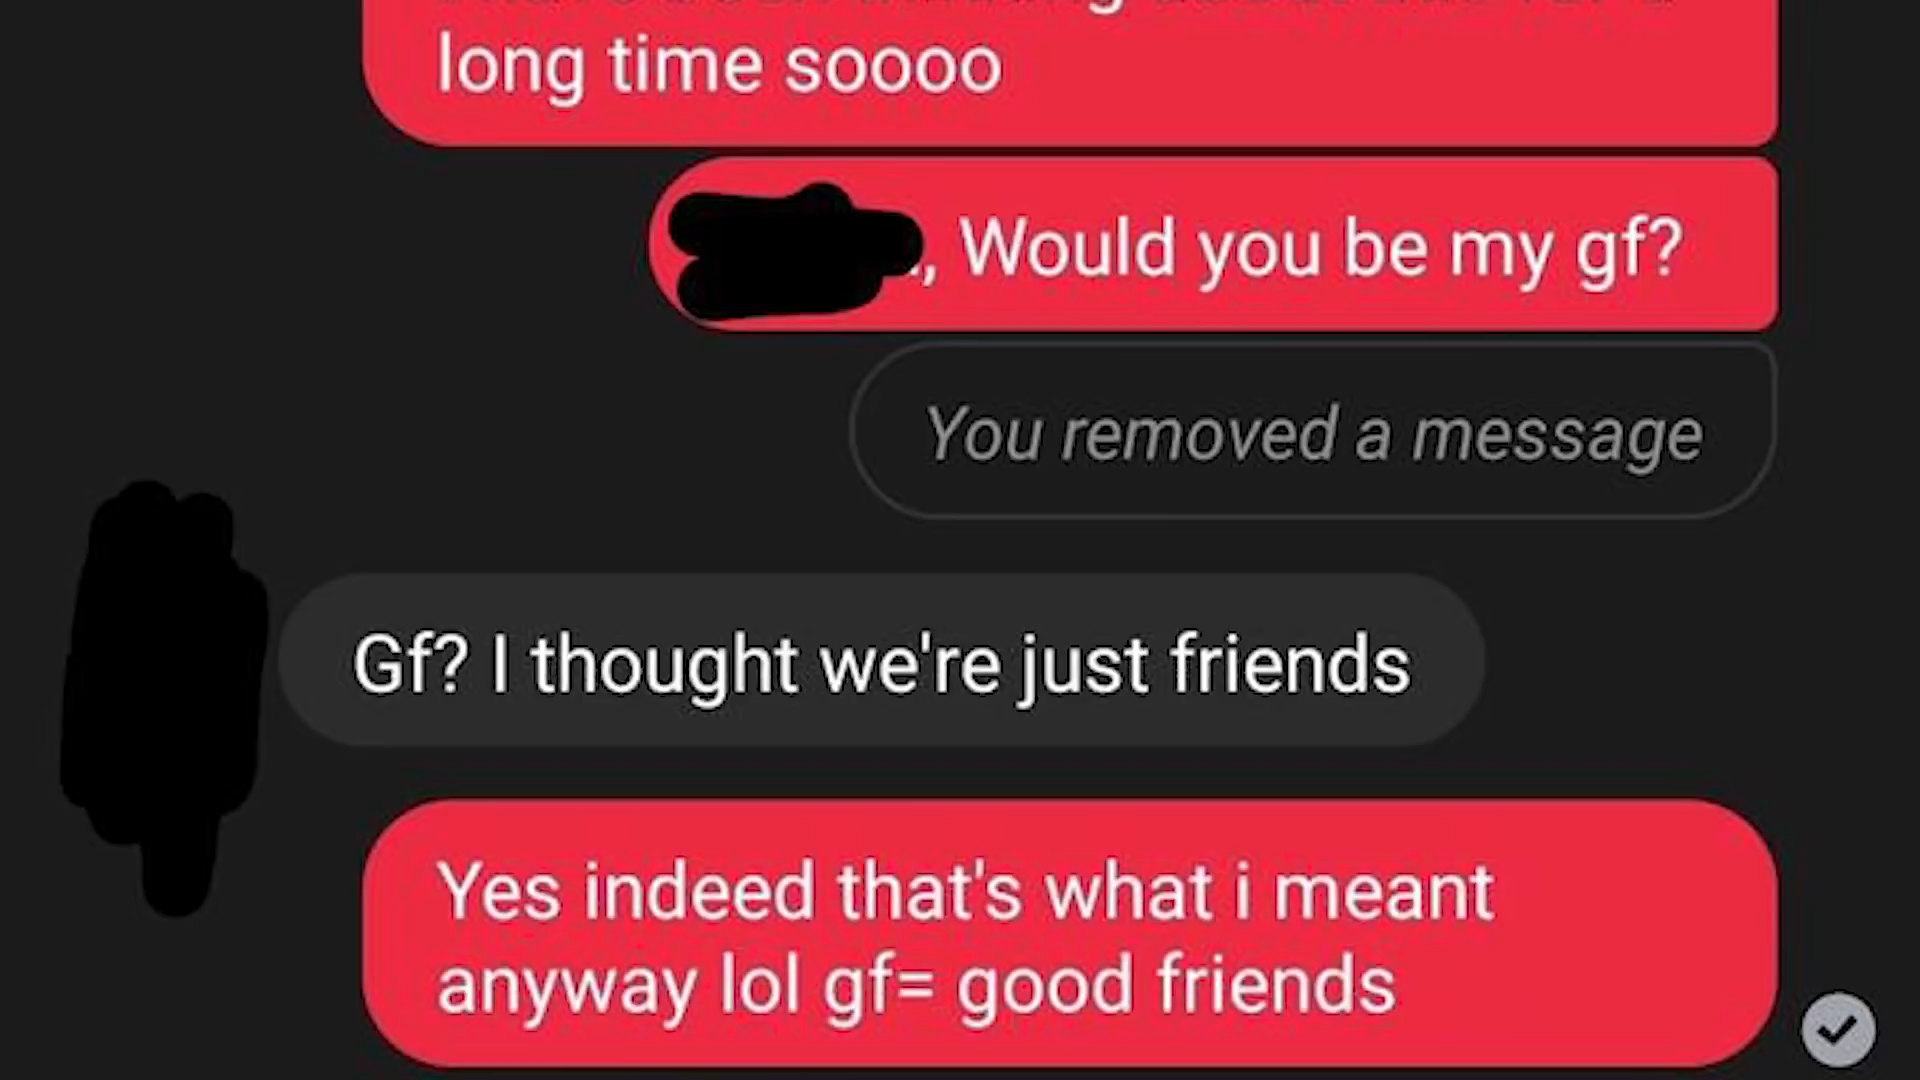 long time soooo
, Would you be my gf?
You removed a message
Gf? I thought we're just friends
Yes indeed that's what i meant
anyway lol gf= good friends